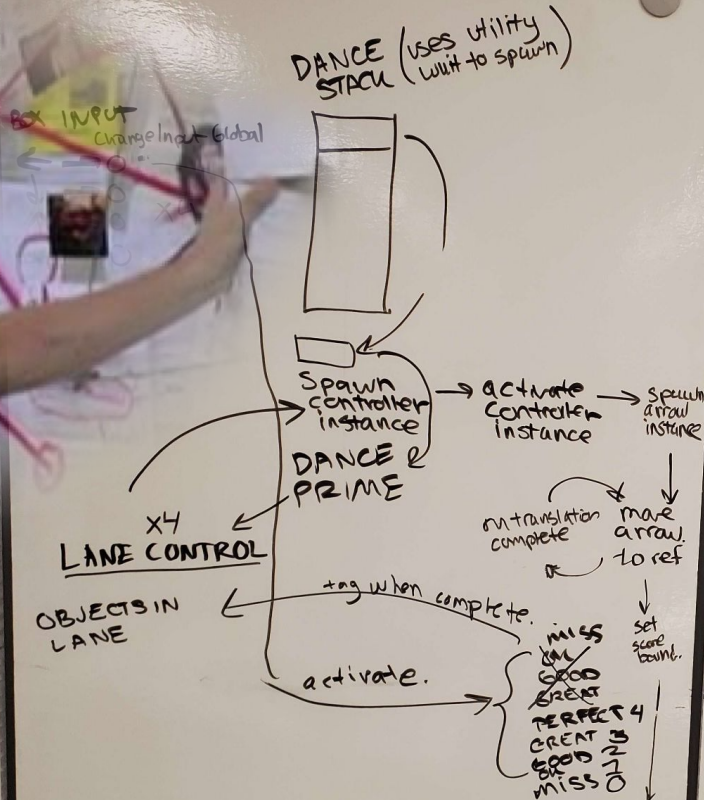 DANCE (uses utility
STACK wait to spawn)
BOX INPUT
ChangeInput Global
Spawn
controller
instance
activate
controller
instance
spawn
arrow
instance
DANCE
PRIME
x4
LANE CONTROL
on translation
complete
move
arrow.
to ref
OBJECTS IN
LANE
tag when complete.
set
score
bound.
activate.
MISS
OK
GOOD
GREAT
PERFECT 4
GREAT 3
GOOD 2
OK 1
MISS 0